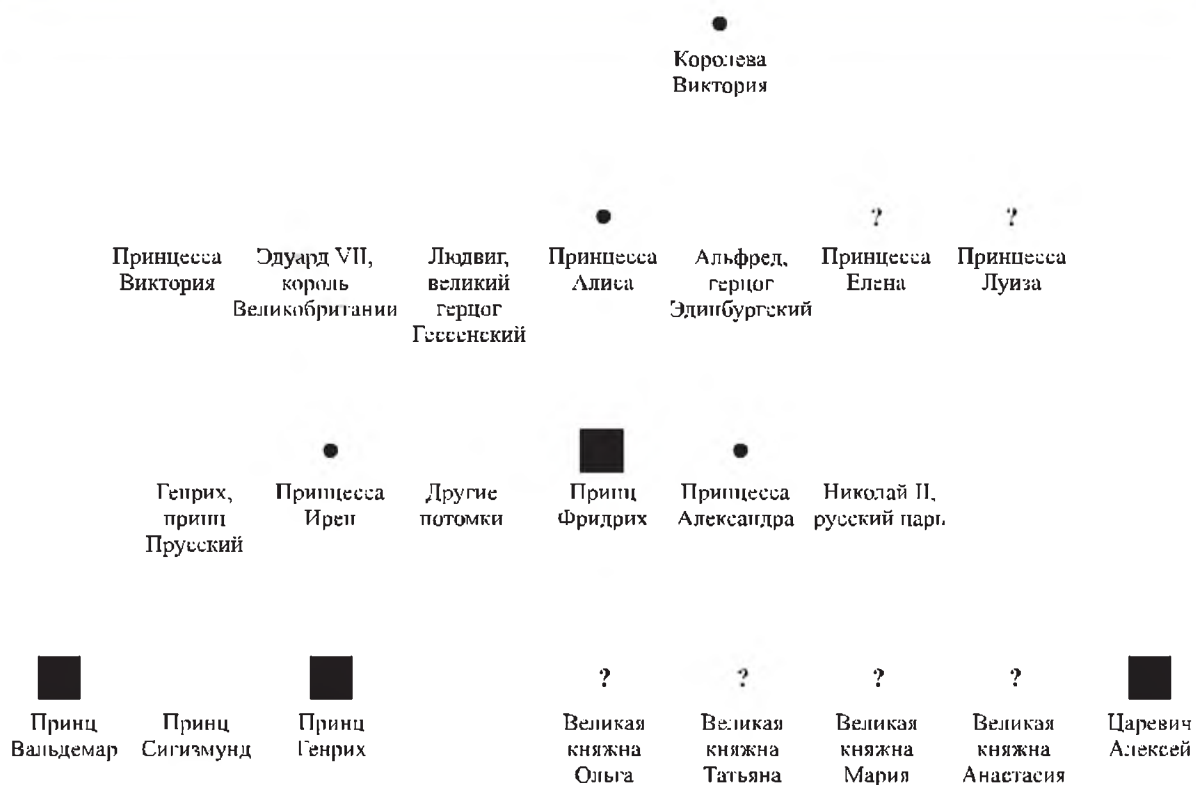 Королева
Виктория
? ?
Принцесса
Виктория
Эдуард VII,
король
Великобритании
Людвиг,
великий
герцог
Гессенский
Принцесса
Алиса
Альфред,
герцог
Эдинбургский
Принцесса
Елена
Принцесса
Луиза
Генрих,
принц
Прусский
Принцесса
Ирен
Другие
потомки
Принц
Фридрих
Принцесса
Александра
Николай II,
русский царь
? ? ? ?
Принц
Вальдемар
Принц
Сигизмунд
Принц
Генрих
Великая
княжна
Ольга
Великая
княжна
Татьяна
Великая
княжна
Мария
Великая
княжна
Анастасия
Царевич
Алексей